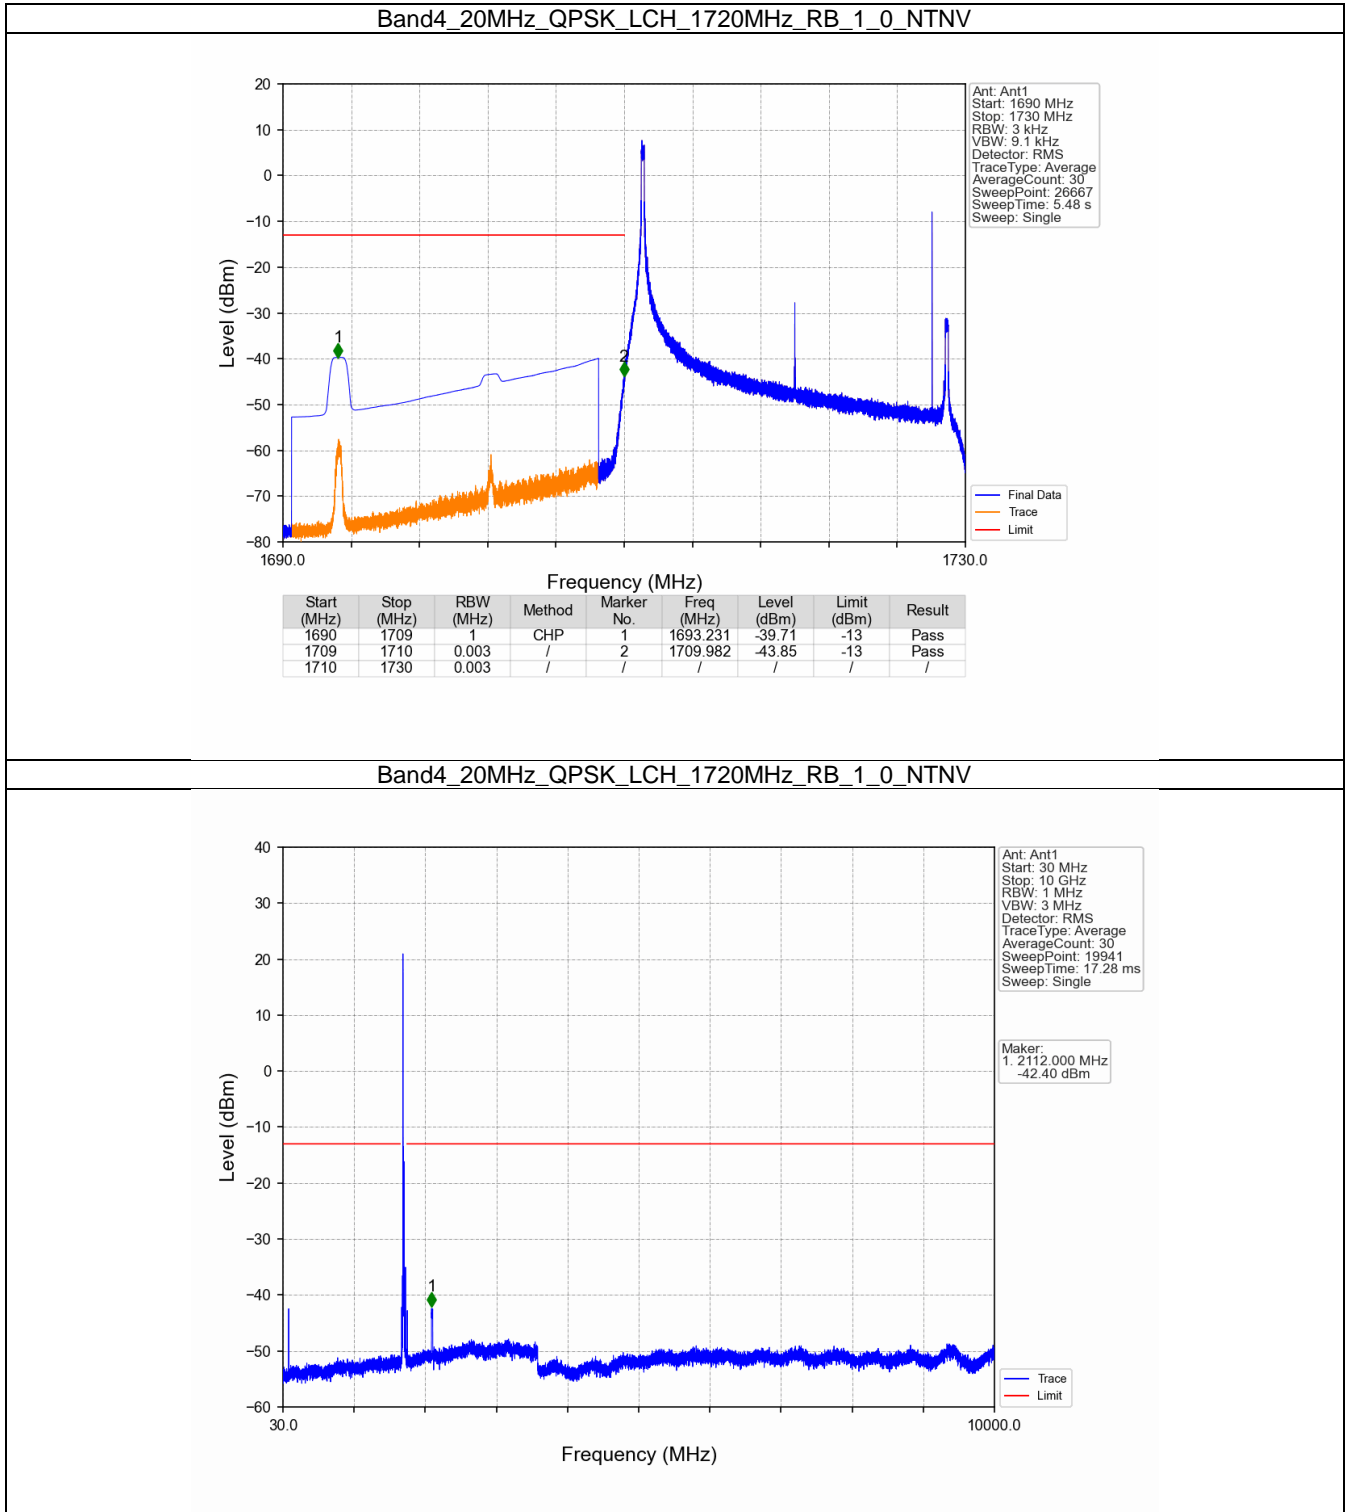 Band4_20MHz_QPSK_LCH_1720MHz_RB_1_0_NTNV
20
10
0
−10
−20
−30
−40
−50
−60
−70
−80
Level (dBm)
1
2
1690.0
1730.0
Frequency (MHz)
Ant: Ant1
Start: 1690 MHz
Stop: 1730 MHz
RBW: 3 kHz
VBW: 9.1 kHz
Detector: RMS
TraceType: Average
AverageCount: 30
SweepPoint: 26667
SweepTime: 5.48 s
Sweep: Single
Final Data
Trace
Limit
Start (MHz) Stop (MHz) RBW (MHz) Method Marker No. Freq (MHz) Level (dBm) Limit (dBm) Result
1690 1709 1 CHP 1 1693.231 -39.71 -13 Pass
1709 1710 0.003 / 2 1709.982 -43.85 -13 Pass
1710 1730 0.003 / / / / / /
Band4_20MHz_QPSK_LCH_1720MHz_RB_1_0_NTNV
40
30
20
10
0
−10
−20
−30
−40
−50
−60
Level (dBm)
1
30.0
10000.0
Frequency (MHz)
Ant: Ant1
Start: 30 MHz
Stop: 10 GHz
RBW: 1 MHz
VBW: 3 MHz
Detector: RMS
TraceType: Average
AverageCount: 30
SweepPoint: 19941
SweepTime: 17.28 ms
Sweep: Single
Maker:
1. 2112.000 MHz
-42.40 dBm
Trace
Limit